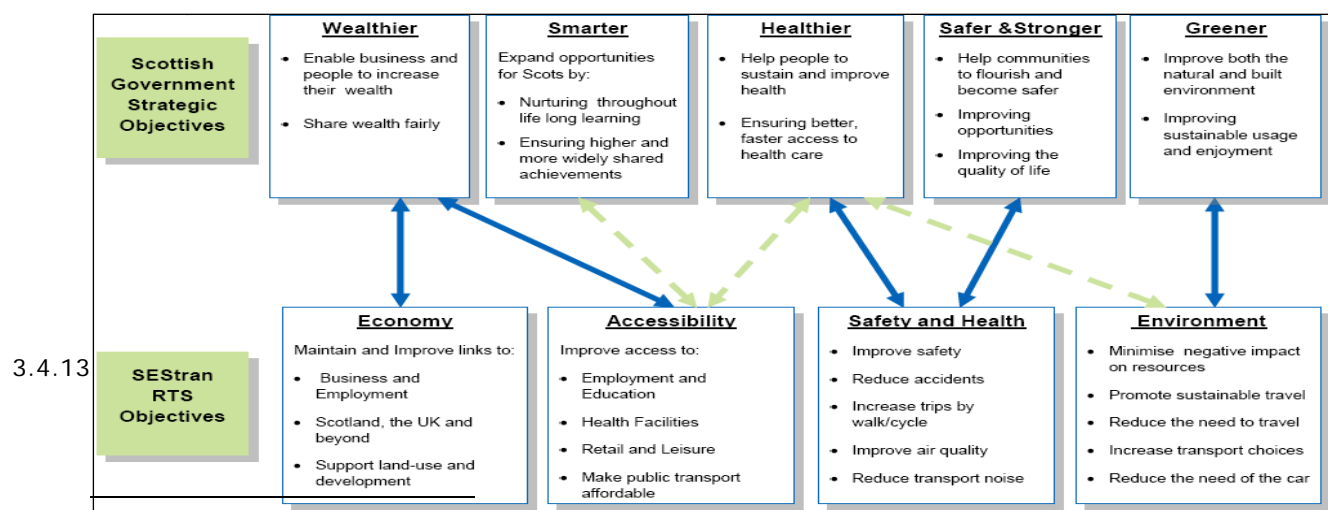 Scottish
Government
Strategic
Objectives
Wealthier
• Enable business and
people to increase
their wealth
• Share wealth fairly
Smarter
Expand opportunities
for Scots by:
• Nurturing throughout
life long learning
• Ensuring higher and
more widely shared
achievements
Healthier
• Help people to
sustain and improve
health
• Ensuring better,
faster access to
health care
Safer &Stronger
• Help communities
to flourish and
become safer
• Improving
opportunities
• Improving the
quality of life
Greener
• Improve both the
natural and built
environment
• Improving
sustainable usage
and enjoyment
3.4.13
SEStran
RTS
Objectives
Economy
Maintain and Improve links to:
• Business and
Employment
• Scotland, the UK and
beyond
• Support land-use and
development
Accessibility
Improve access to:
• Employment and
Education
• Health Facilities
• Retail and Leisure
• Make public transport
affordable
Safety and Health
• Improve safety
• Reduce accidents
• Increase trips by
walk/cycle
• Improve air quality
• Reduce transport noise
Environment
• Minimise negative impact
on resources
• Promote sustainable travel
• Reduce the need to travel
• Increase transport choices
• Reduce the need of the car